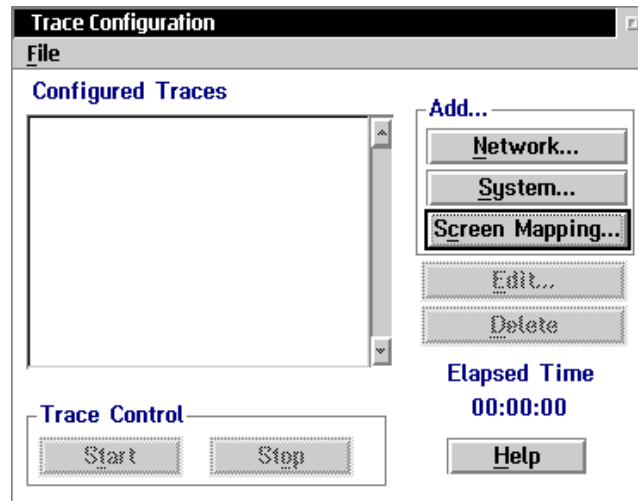 Trace Configuration
File
Configured Traces
Add...
Network...
System...
Screen Mapping...
Edit...
Delete
Elapsed Time
00:00:00
Trace Control
Start
Stop
Help